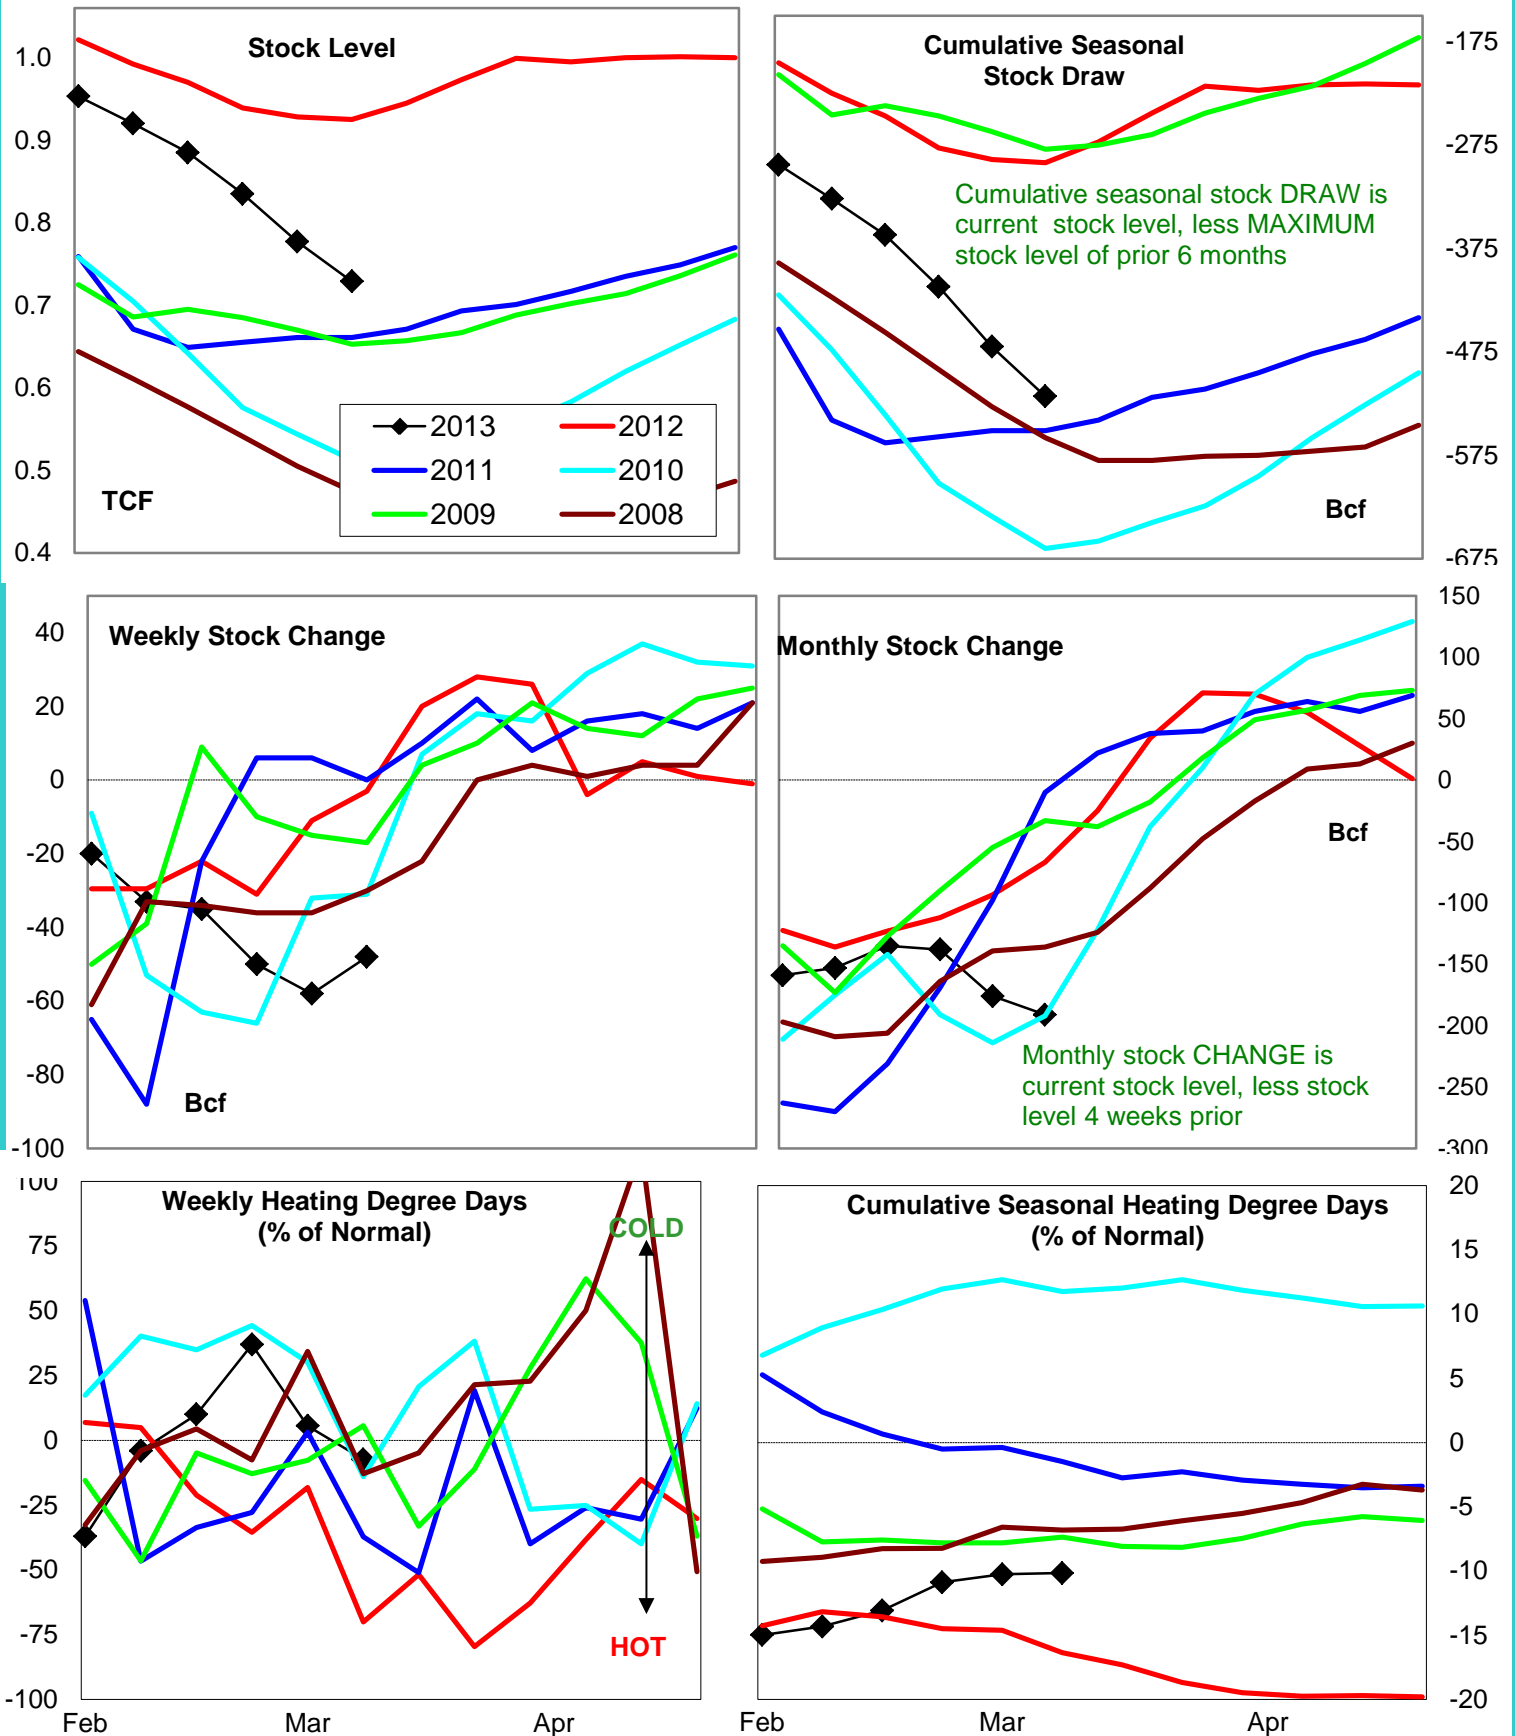 Stock Level
1.0
0.9
0.8
0.7
0.6
0.5
0.4
TCF
2013
2012
2011
2010
2009
2008
Cumulative Seasonal
Stock Draw
-175
-275
-375
-475
-575
-675
Cumulative seasonal stock DRAW is
current stock level, less MAXIMUM
stock level of prior 6 months
Bcf
Weekly Stock Change
40
20
0
-20
-40
-60
-80
-100
Bcf
Monthly Stock Change
150
100
50
0
-50
-100
-150
-200
-250
-300
Bcf
Monthly stock CHANGE is
current stock level, less stock
level 4 weeks prior
Weekly Heating Degree Days
(% of Normal)
100
75
50
25
0
-25
-50
-75
-100
COLD
HOT
Feb
Mar
Apr
Cumulative Seasonal Heating Degree Days
(% of Normal)
20
15
10
5
0
-5
-10
-15
-20
Feb
Mar
Apr